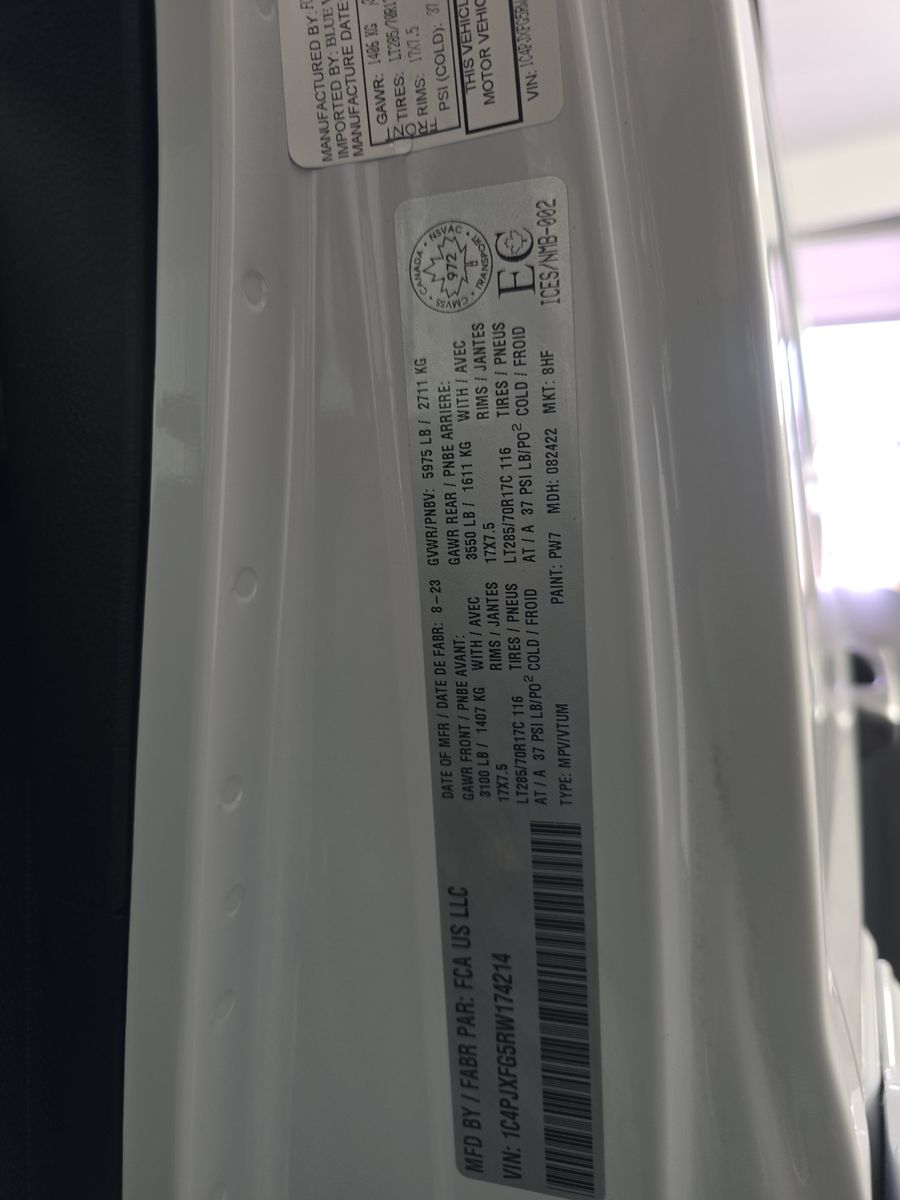 MFD BY / FABR PAR: FCA US LLC
VIN: 1C4PJXFG5RW174214
DATE OF MFR / DATE DE FABR: 8-23 GVWR/PNBV: 5975 LB / 2711 KG
GAWR FRONT / PNBE AVANT: GAWR REAR / PNBE ARRIERE:
3100 LB / 1407 KG WITH / AVEC 3550 LB / 1611 KG WITH / AVEC
17X7.5 RIMS / JANTES 17X7.5 RIMS / JANTES
LT285/70R17C 116 TIRES / PNEUS LT285/70R17C 116 TIRES / PNEUS
AT / A 37 PSI LB/PO² COLD / FROID AT / A 37 PSI LB/PO² COLD / FROID
TYPE: MPV/VTUM PAINT: PW7 MDH: 082422 MKT: 8HF
CANADA • NSVAC • TRANSPORT • CMVSS •
972
EC
ICES/NMB-002
MANUFACTURED BY:
IMPORTED BY: BLUE
MANUFACTURE DATE
GAWR: 1406 KG
TIRES: LT285/70R17
RIMS: 17X7.5
PSI (COLD): 37
THIS VEHICL
MOTOR VEHIC
VIN: 1C4PJXFG5RW